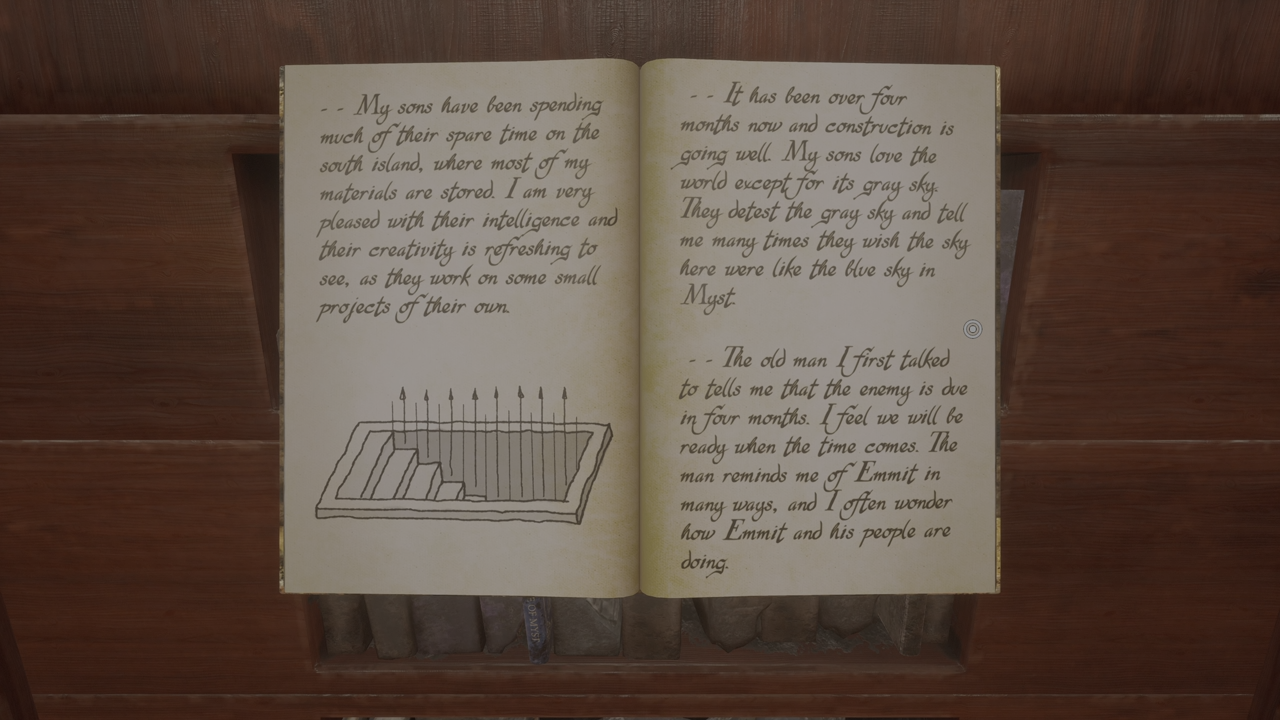 -- My sons have been spending
much of their spare time on the
south island, where most of my
materials are stored. I am very
pleased with their intelligence and
their creativity is refreshing to
see, as they work on some small
projects of their own.
-- It has been over four
months now and construction is
going well. My sons love the
world except for its gray sky.
They detest the gray sky and tell
me many times they wish the sky
here were like the blue sky in
Myst.
-- The old man I first talked
to tells me that the enemy is due
in four months. I feel we will be
ready when the time comes. The
man reminds me of Emmit in
many ways, and I often wonder
how Emmit and his people are
doing.
OF MYST